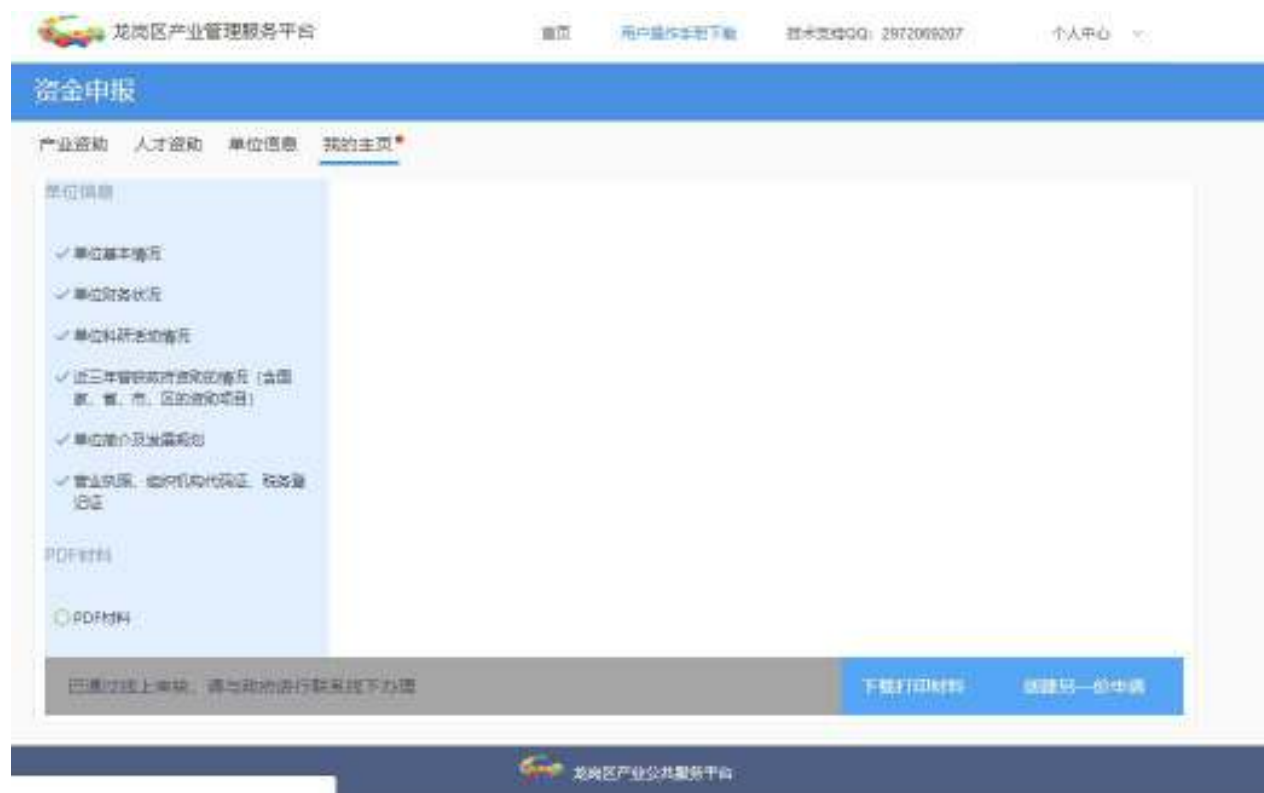 龙岗区产业管理服务平台
首页
用户操作手册下载
技术支持QQ: 2972069207
个人中心
资金申报
产业资助
人才资助
单位信息
我的主页
单位信息
单位基本情况
单位财务状况
单位科研活动情况
近三年曾获政府资助的情况（含国
家、省、市、区的资助项目）
单位简介及发展规划
营业执照、组织机构代码证、税务登
记证
PDF材料
PDF材料
已通过线上审核，请与政府进行联系线下办理
下载打印材料
创建另一份申请
龙岗区产业公共服务平台